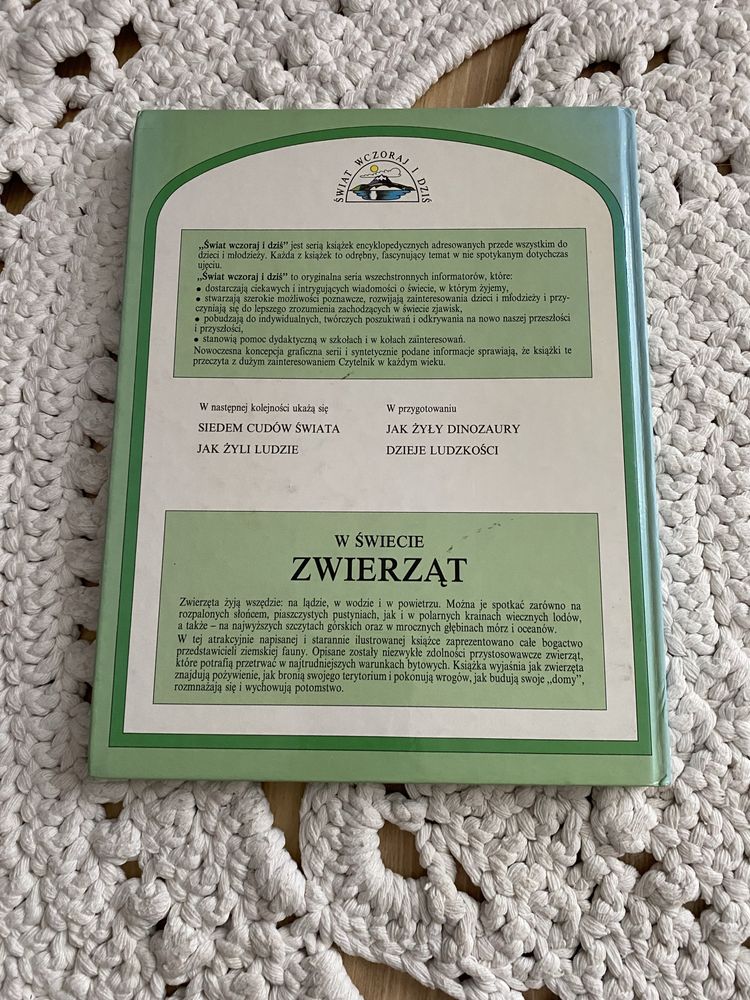 ŚWIAT WCZORAJ I DZIŚ
„Świat wczoraj i dziś” jest serią książek encyklopedycznych adresowanych przede wszystkim do
dzieci i młodzieży. Każda z książek to odrębny, fascynujący temat w nie spotykanym dotychczas
ujęciu.
„Świat wczoraj i dziś” to oryginalna seria wszechstronnych informatorów, które:
• dostarczają ciekawych i intrygujących wiadomości o świecie, w którym żyjemy,
• stwarzają szerokie możliwości poznawcze, rozwijają zainteresowania dzieci i młodzieży i przy-
czyniają się do lepszego zrozumienia zachodzących w świecie zjawisk,
• pobudzają do indywidualnych, twórczych poszukiwań i odkrywania na nowo naszej przeszłości
i przyszłości,
• stanowią pomoc dydaktyczną w szkołach i w kołach zainteresowań.
Nowoczesna koncepcja graficzna serii i syntetycznie podane informacje sprawiają, że książki te
przeczyta z dużym zainteresowaniem Czytelnik w każdym wieku.
W następnej kolejności ukażą się
SIEDEM CUDÓW ŚWIATA
JAK ŻYLI LUDZIE
W przygotowaniu
JAK ŻYŁY DINOZAURY
DZIEJE LUDZKOŚCI
W ŚWIECIE
ZWIERZĄT
Zwierzęta żyją wszędzie: na lądzie, w wodzie i w powietrzu. Można je spotkać zarówno na
rozpalonych słońcem, piaszczystych pustyniach, jak i w polarnych krainach wiecznych lodów,
a także – na najwyższych szczytach górskich oraz w mrocznych głębinach mórz i oceanów.
W tej atrakcyjnie napisanej i starannie ilustrowanej książce zaprezentowano całe bogactwo
przedstawicieli ziemskiej fauny. Opisane zostały niezwykłe zdolności przystosowawcze zwierząt,
które potrafią przetrwać w najtrudniejszych warunkach bytowych. Książka wyjaśnia jak zwierzęta
znajdują pożywienie, jak bronią swojego terytorium i pokonują wrogów, jak budują swoje „domy”,
rozmnażają się i wychowują potomstwo.